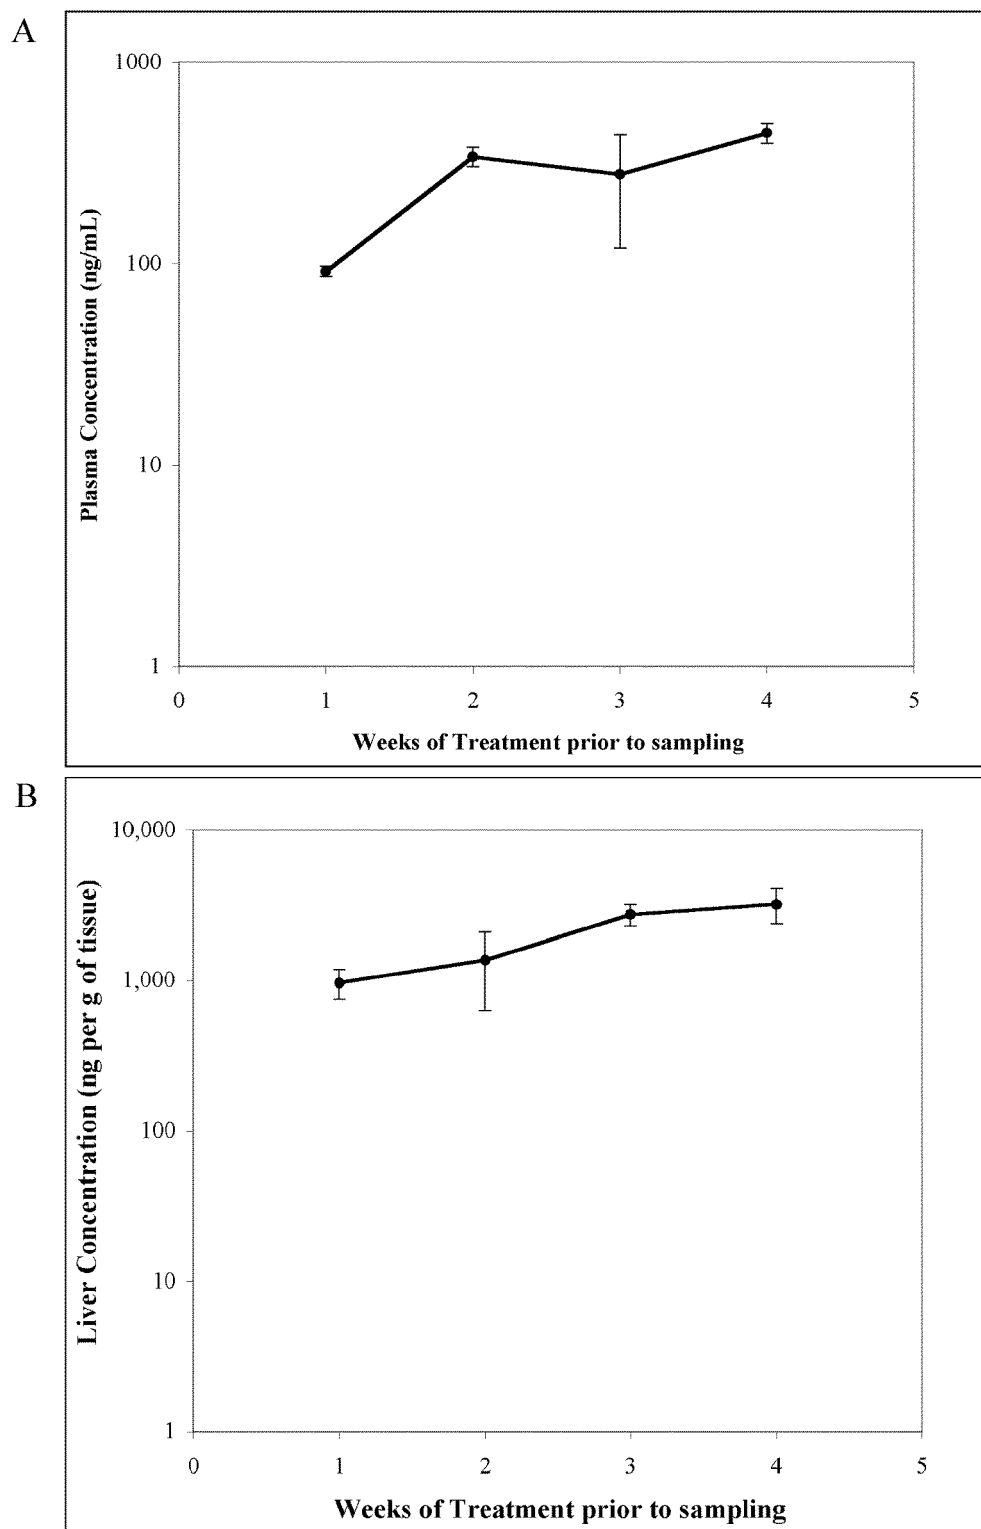 A
1000
100
10
1
Plasma Concentration (ng/mL)
0 1 2 3 4 5
Weeks of Treatment prior to sampling
B
10,000
1,000
100
10
1
Liver Concentration (ng per g of tissue)
0 1 2 3 4 5
Weeks of Treatment prior to sampling